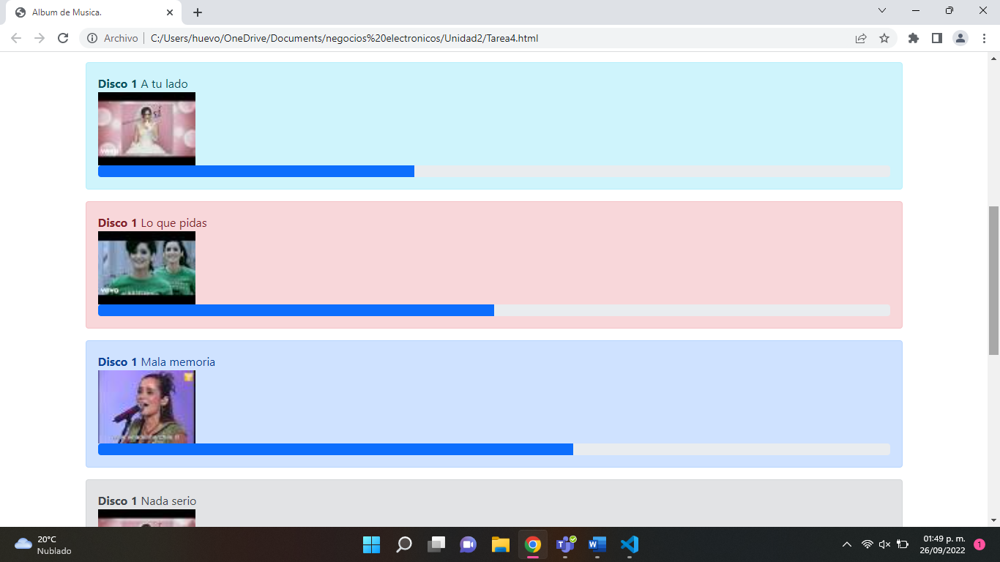 Album de Musica.
Archivo | C:/Users/huevo/OneDrive/Documents/negocios%20electronicos/Unidad2/Tarea4.html
Disco 1 A tu lado
sí
vevo
Disco 1 Lo que pidas
vevo
Disco 1 Mala memoria
Disco 1 Nada serio
20°C
Nublado
01:49 p. m.
26/09/2022
1